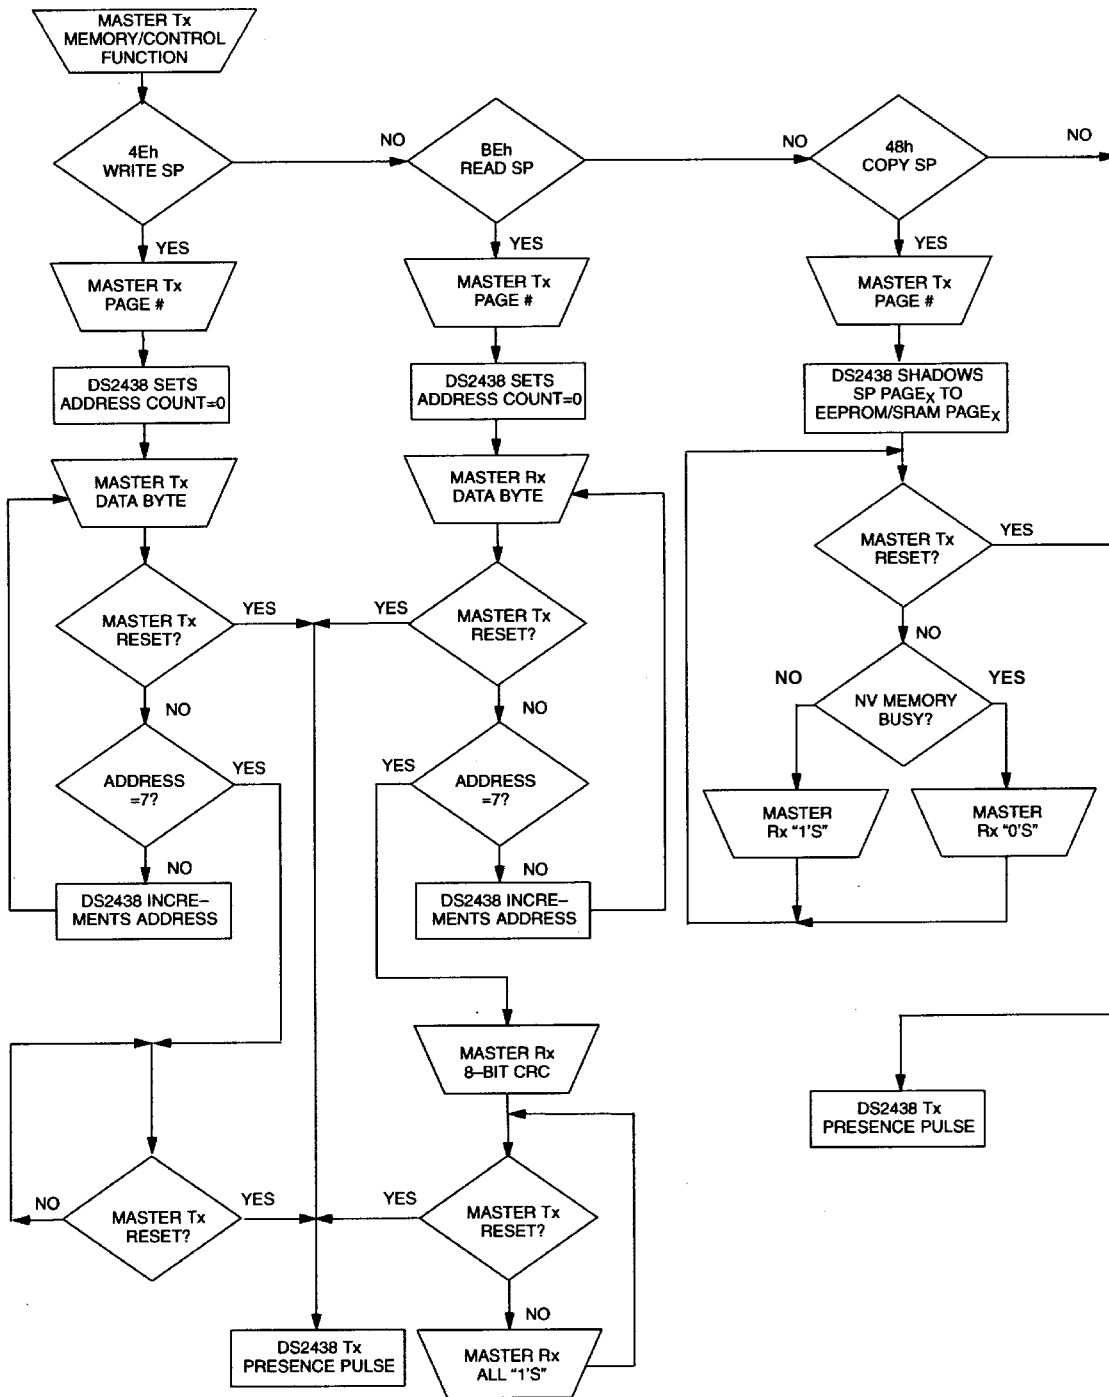 MASTER Tx
MEMORY/CONTROL
FUNCTION
4Eh
WRITE SP
NO
YES
MASTER Tx
PAGE #
DS2438 SETS
ADDRESS COUNT=0
MASTER Tx
DATA BYTE
MASTER Tx
RESET?
YES
NO
ADDRESS
=7?
YES
NO
DS2438 INCRE–
MENTS ADDRESS
MASTER Tx
RESET?
NO
YES
DS2438 Tx
PRESENCE PULSE
BEh
READ SP
NO
YES
MASTER Tx
PAGE #
DS2438 SETS
ADDRESS COUNT=0
MASTER Rx
DATA BYTE
MASTER Tx
RESET?
YES
NO
ADDRESS
=7?
YES
NO
DS2438 INCRE–
MENTS ADDRESS
MASTER Rx
8–BIT CRC
MASTER Tx
RESET?
YES
NO
MASTER Rx
ALL “1’S”
48h
COPY SP
NO
YES
MASTER Tx
PAGE #
DS2438 SHADOWS
SP PAGEX TO
EEPROM/SRAM PAGEX
MASTER Tx
RESET?
YES
NO
NV MEMORY
BUSY?
NO
YES
MASTER
Rx “1’S”
MASTER
Rx “0’S”
DS2438 Tx
PRESENCE PULSE